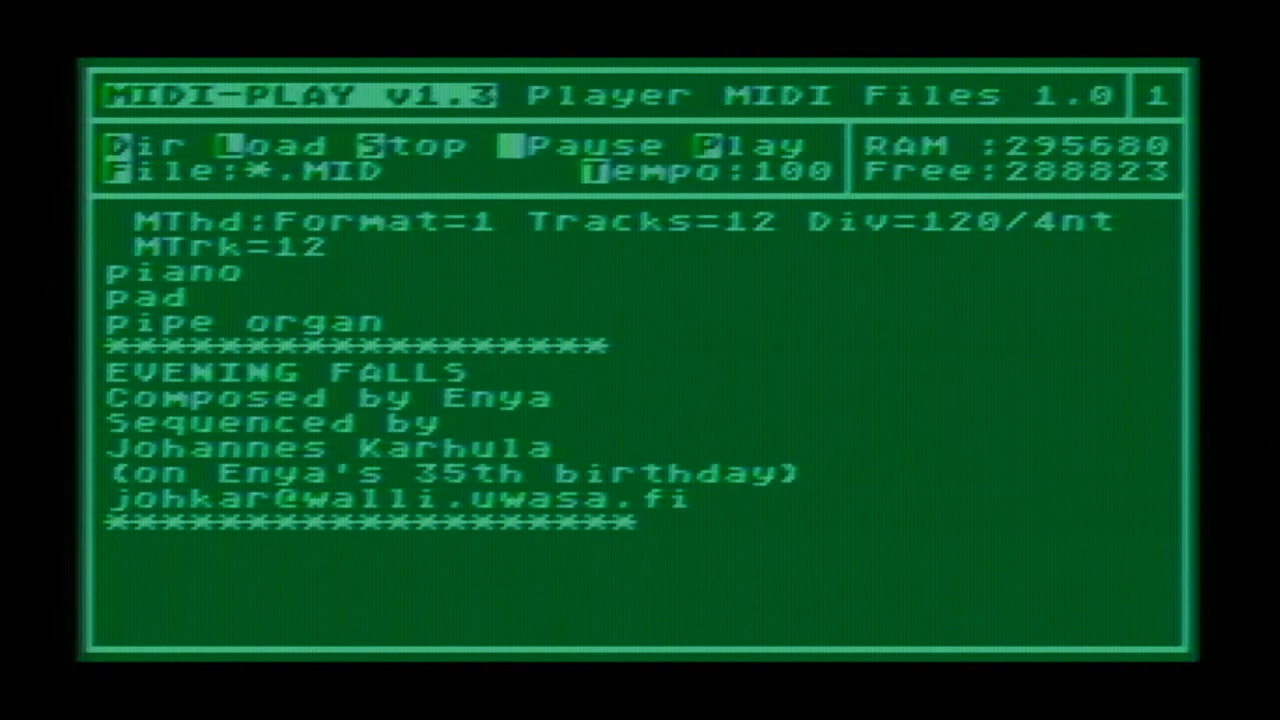 MIDI-PLAY v1.3 Player MIDI Files 1.0 1
Dir Load Stop Pause Play RAM :295680
File:*.MID Tempo:100 Free:288823
MThd:Format=1 Tracks=12 Div=120/4nt
MTrk=12
piano
pad
pipe organ
******************
EVENING FALLS
Composed by Enya
Sequenced by
Johannes Karhula
(on Enya's 35th birthday)
johkar@walli.uwasa.fi
*******************